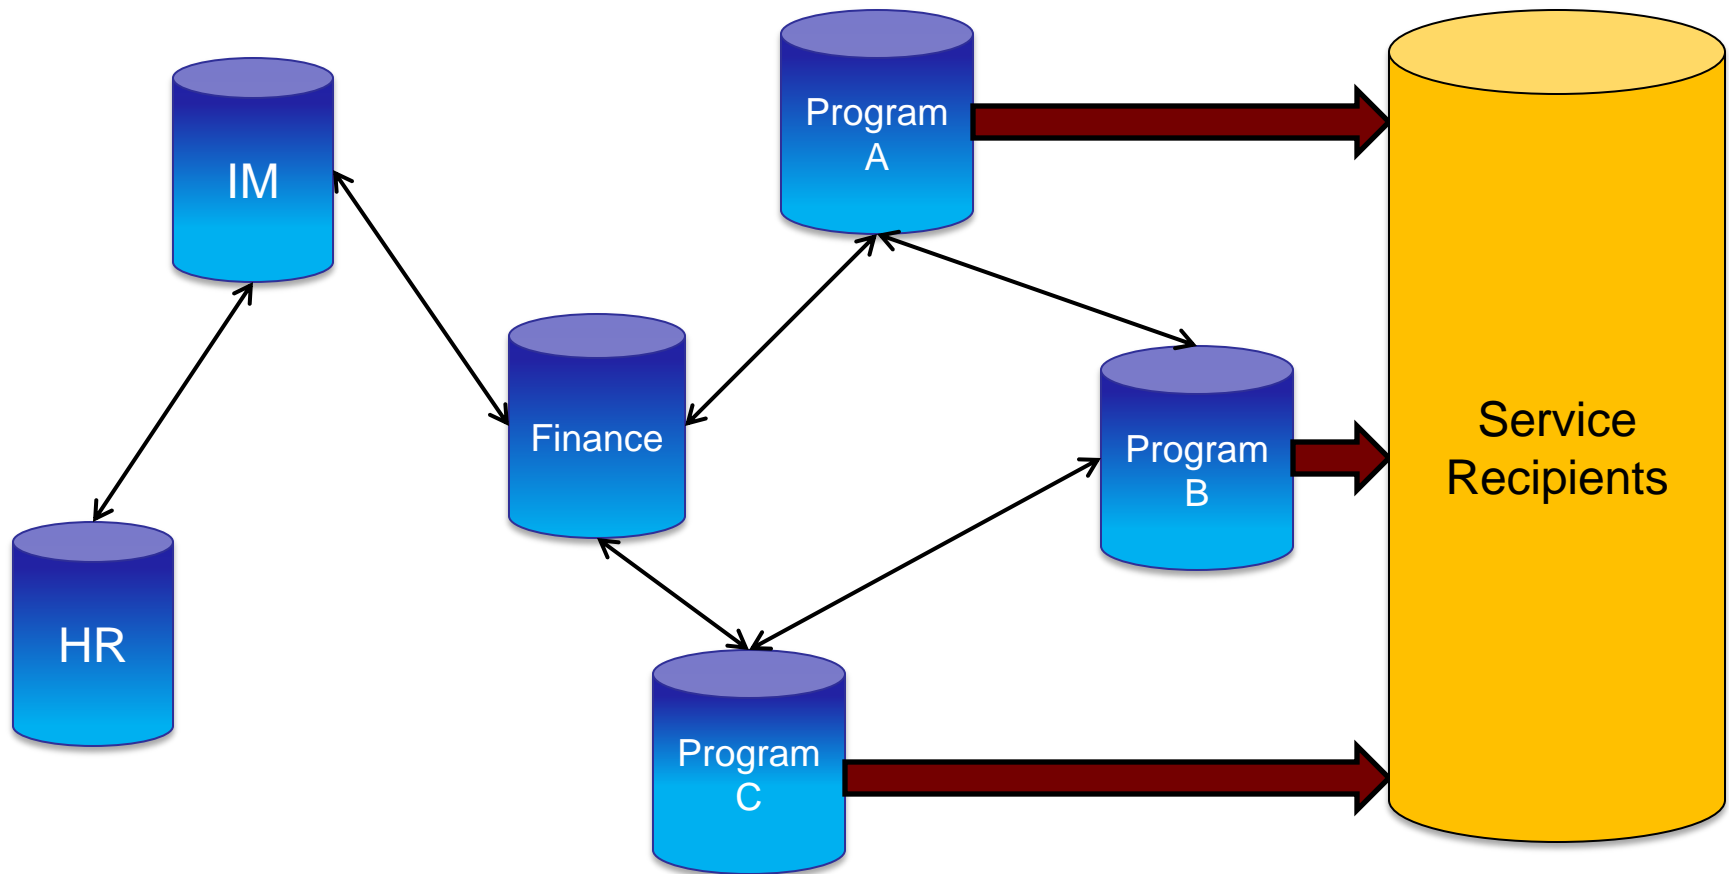 Program
A
IM
Service
Recipients
Finance
Program
B
HR
Program
C